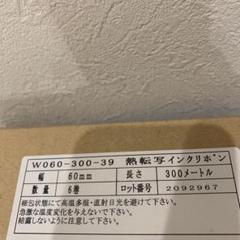 W060-300-39 熱転写インクリボン
幅 60mm 長さ 300メートル
数量 6巻 ロット番号 2092967
梱包状態にて高温多湿・直射日光を避けて下さい。
急激な温度変化を与えないで下さい。
結露しないように注意して下さい。